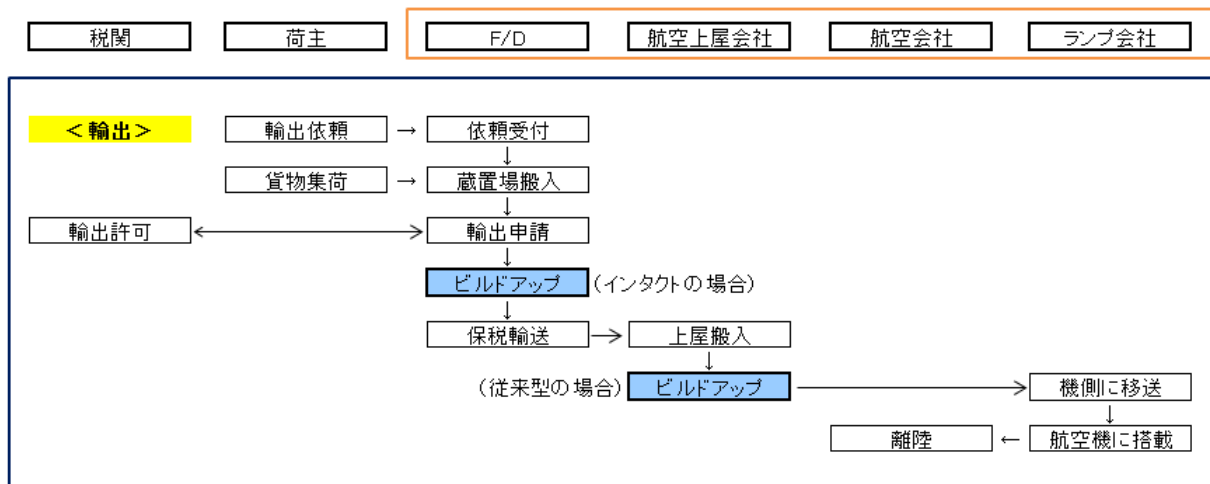 税関 荷主 F/D 航空上屋会社 航空会社 ランプ会社
＜輸出＞ 輸出依頼 → 依頼受付
↓
貨物集荷 → 蔵置場搬入
↓
輸出許可 ←→ 輸出申請
↓
ビルドアップ (インタクトの場合)
↓
保税輸送 → 上屋搬入
↓
(従来型の場合) ビルドアップ → 機側に移送
↓
離陸 ← 航空機に搭載